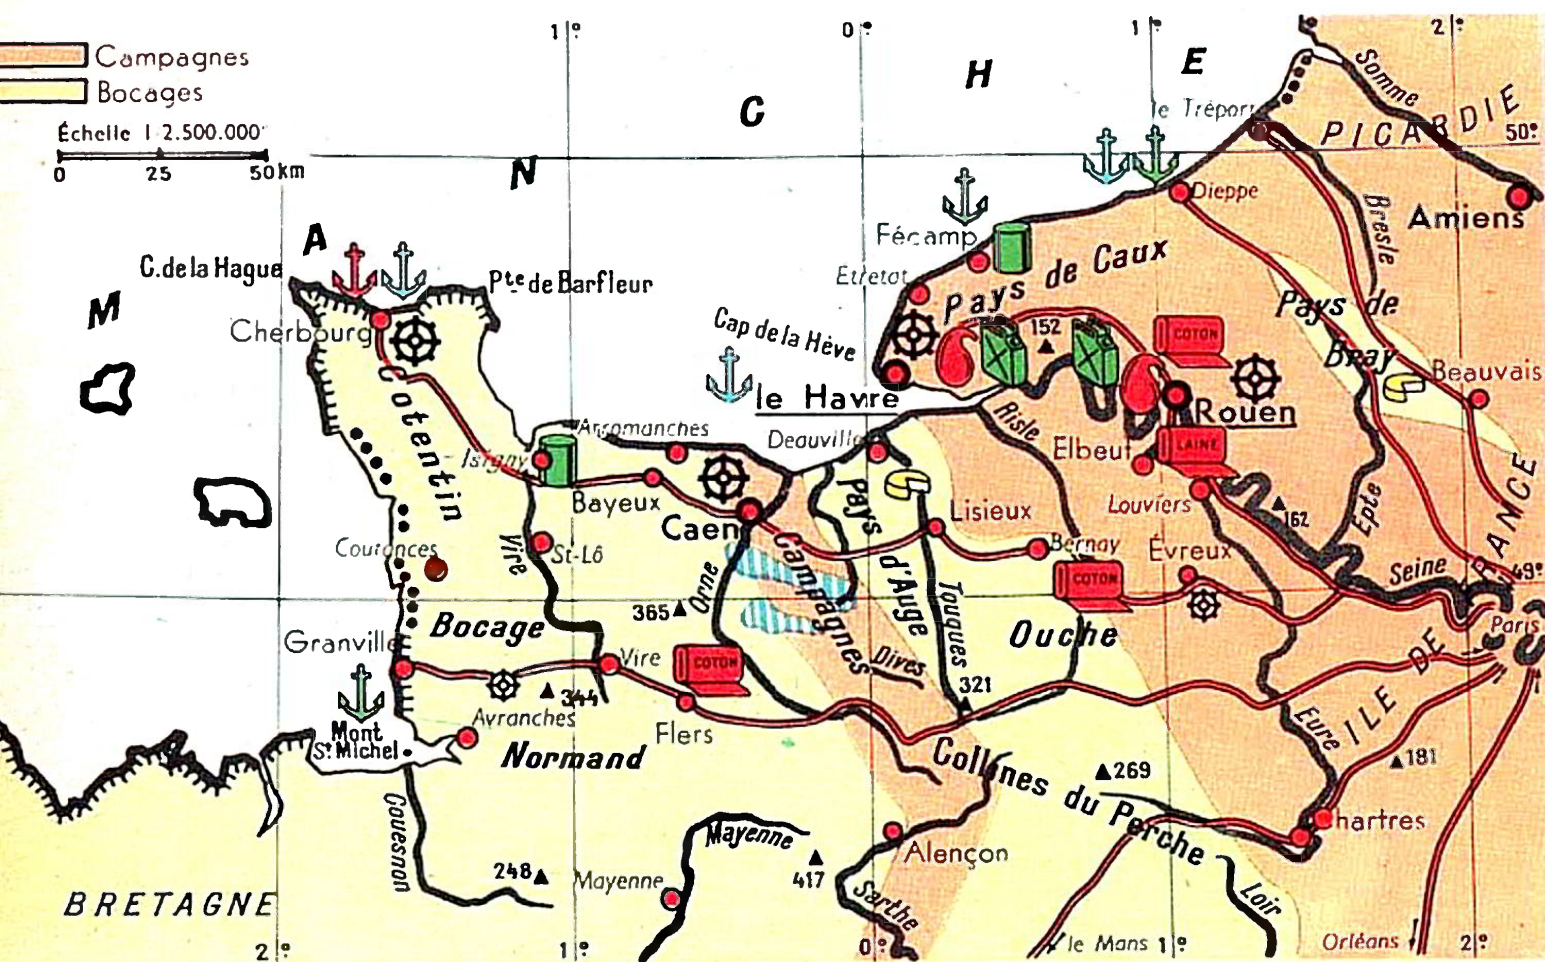 1°
0°
1°
2°
Campagnes
Bocages
Échelle 1 2.500.000
0 25 50 km
MANCHE
le Tréport
PICARDIE
50°
Somme
Dieppe
Bresle
Amiens
Fécamp
Etretat
Pays de Caux
C. de la Hague
Pte de Barfleur
Cherbourg
Cap de la Hève
152
COTON
Pays de
Bray
Beauvais
le Havre
Rouen
Cotentin
Arromanches
Deauville
Risle
Elbeuf
LAINE
Isigny
Bayeux
Caen
Pays d'Auge
Lisieux
Louviers
162
Epte
Coutances
Vire
St-Lô
Orne
365
Campagnes
Touques
Bernay
COTON
Évreux
Seine
49°
Paris
ILE DE FRANCE
Granville
Bocage
Normand
Vire
COTON
Dives
Ouche
344
321
Avranches
Flers
Mont
St Michel
Eure
Collines du Perche
269
181
Couesnon
Chartres
Mayenne
417
Alençon
248
Mayenne
Sarthe
Loir
BRETAGNE
le Mans
Orléans
2°
1°
0°
1°
2°